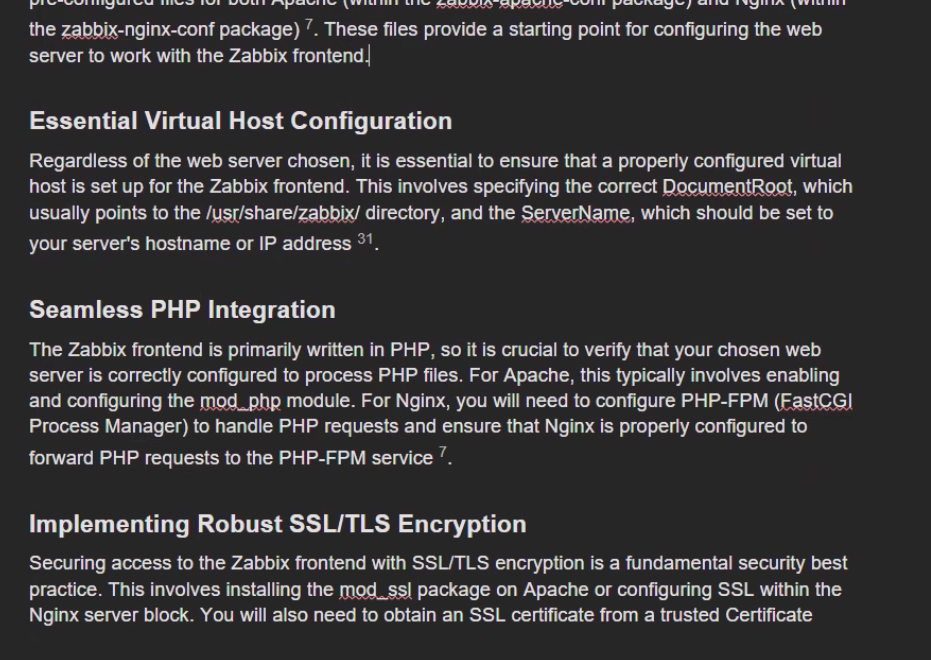 pre-configured files for both Apache (within the zabbix-apache-conf package) and Nginx (within
the zabbix-nginx-conf package) 7. These files provide a starting point for configuring the web
server to work with the Zabbix frontend.
Essential Virtual Host Configuration
Regardless of the web server chosen, it is essential to ensure that a properly configured virtual
host is set up for the Zabbix frontend. This involves specifying the correct DocumentRoot, which
usually points to the /usr/share/zabbix/ directory, and the ServerName, which should be set to
your server's hostname or IP address 31.
Seamless PHP Integration
The Zabbix frontend is primarily written in PHP, so it is crucial to verify that your chosen web
server is correctly configured to process PHP files. For Apache, this typically involves enabling
and configuring the mod_php module. For Nginx, you will need to configure PHP-FPM (FastCGI
Process Manager) to handle PHP requests and ensure that Nginx is properly configured to
forward PHP requests to the PHP-FPM service 7.
Implementing Robust SSL/TLS Encryption
Securing access to the Zabbix frontend with SSL/TLS encryption is a fundamental security best
practice. This involves installing the mod_ssl package on Apache or configuring SSL within the
Nginx server block. You will also need to obtain an SSL certificate from a trusted Certificate